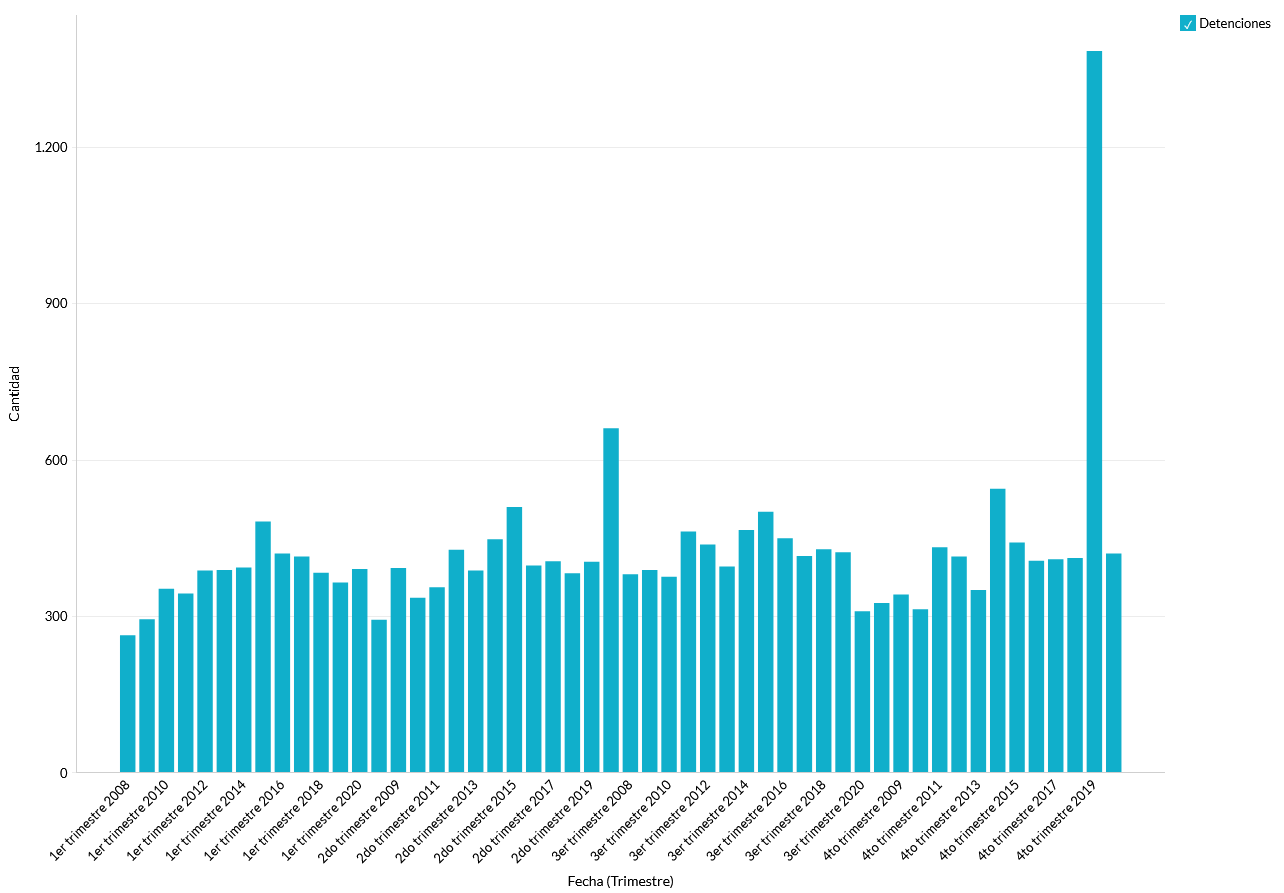 Detenciones
1.200
900
600
300
0
Cantidad
1er trimestre 2008
1er trimestre 2010
1er trimestre 2012
1er trimestre 2014
1er trimestre 2016
1er trimestre 2018
1er trimestre 2020
2do trimestre 2009
2do trimestre 2011
2do trimestre 2013
2do trimestre 2015
2do trimestre 2017
2do trimestre 2019
3er trimestre 2008
3er trimestre 2010
3er trimestre 2012
3er trimestre 2014
3er trimestre 2016
3er trimestre 2018
3er trimestre 2020
4to trimestre 2009
4to trimestre 2011
4to trimestre 2013
4to trimestre 2015
4to trimestre 2017
4to trimestre 2019
Fecha (Trimestre)